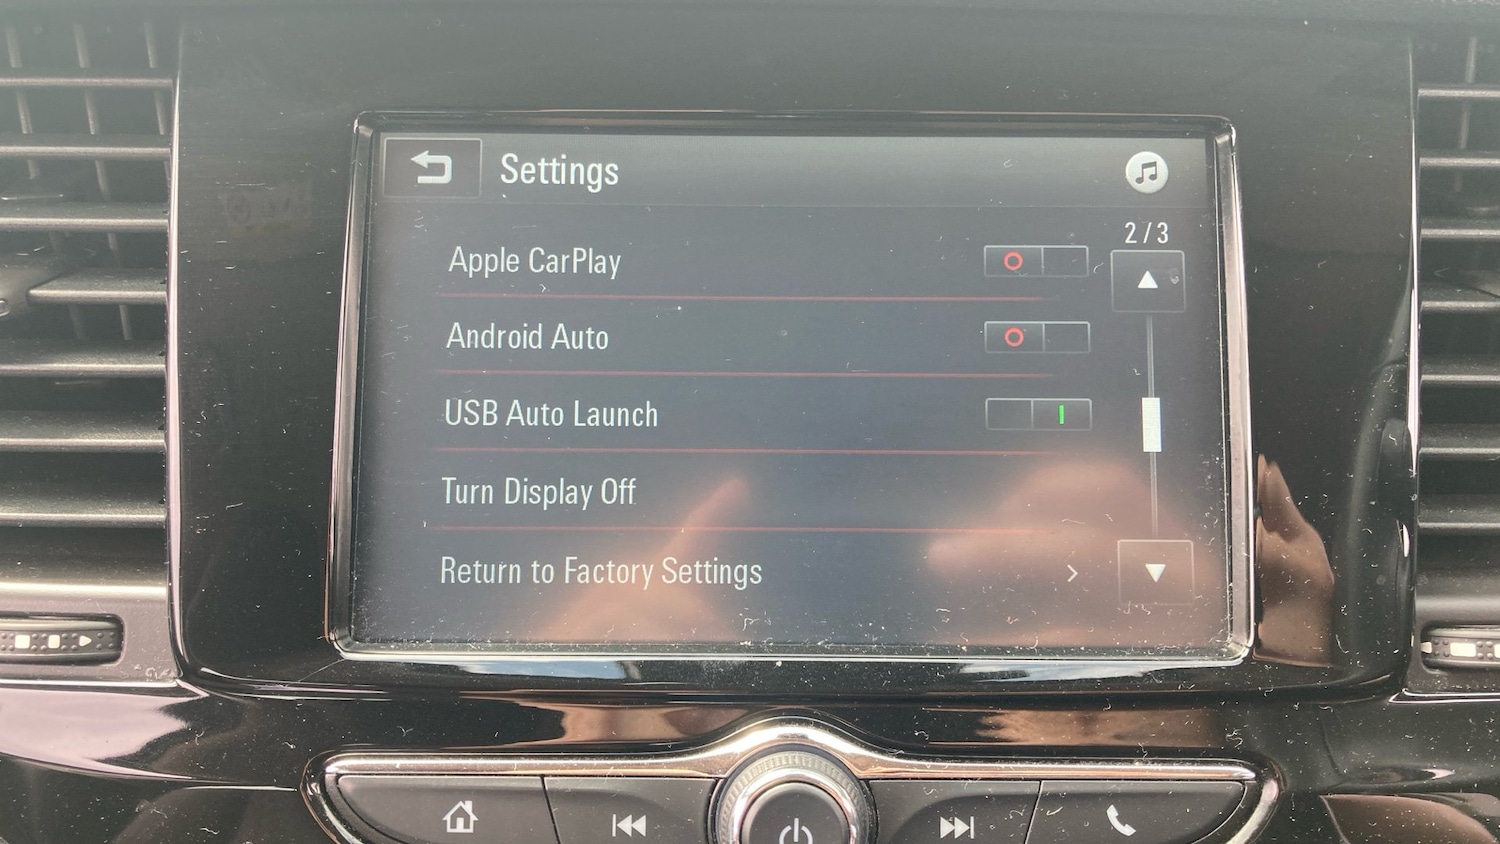 Settings
2/3
Apple CarPlay
Android Auto
USB Auto Launch
Turn Display Off
Return to Factory Settings